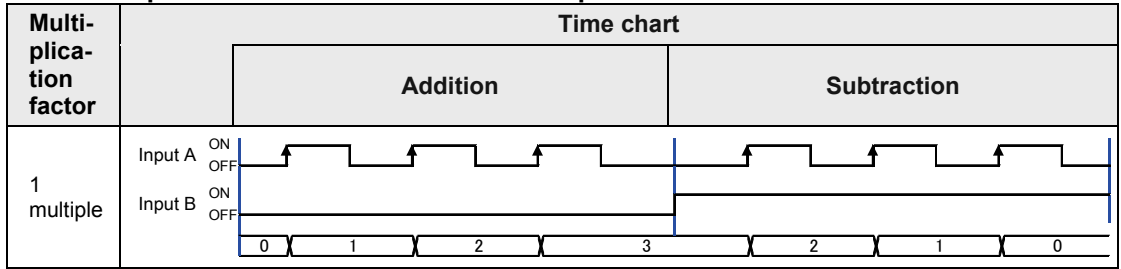 Multi-
plica-
tion
factor
Time chart
Addition
Subtraction
1
multiple
Input A
ON
OFF
Input B
ON
OFF
0 1 2 3 2 1 0